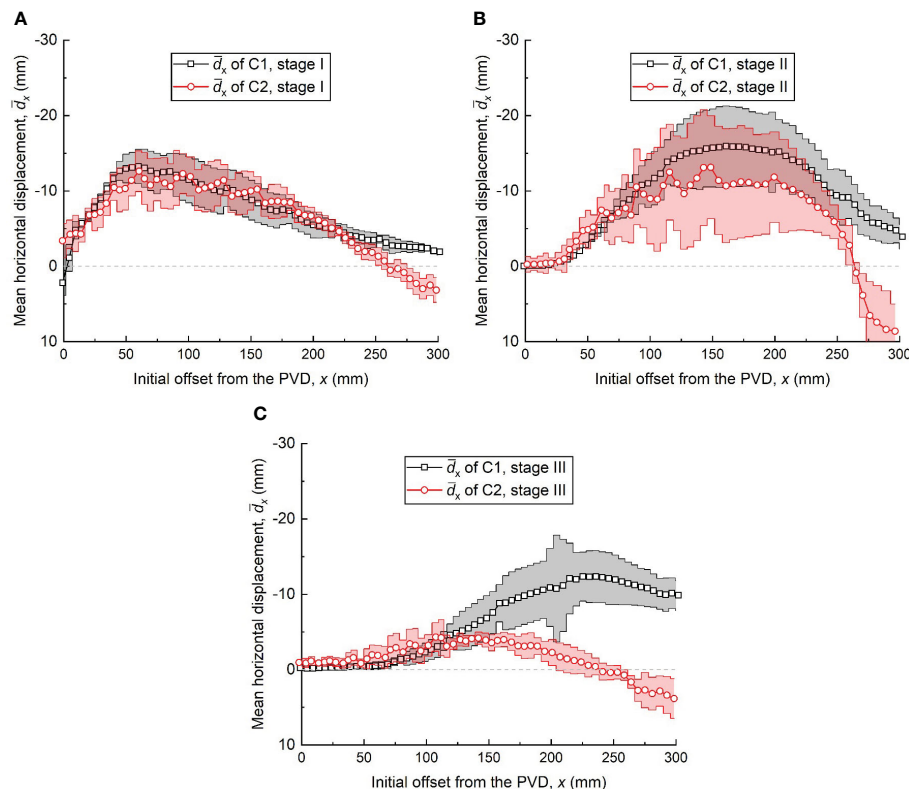 A
Mean horizontal displacement, d̅x (mm)
-30
-20
-10
0
10
d̅x of C1, stage I
d̅x of C2, stage I
0 50 100 150 200 250 300
Initial offset from the PVD, x (mm)
B
Mean horizontal displacement, d̅x (mm)
-30
-20
-10
0
10
d̅x of C1, stage II
d̅x of C2, stage II
0 50 100 150 200 250 300
Initial offset from the PVD, x (mm)
C
Mean horizontal displacement, d̅x (mm)
-30
-20
-10
0
10
d̅x of C1, stage III
d̅x of C2, stage III
0 50 100 150 200 250 300
Initial offset from the PVD, x (mm)